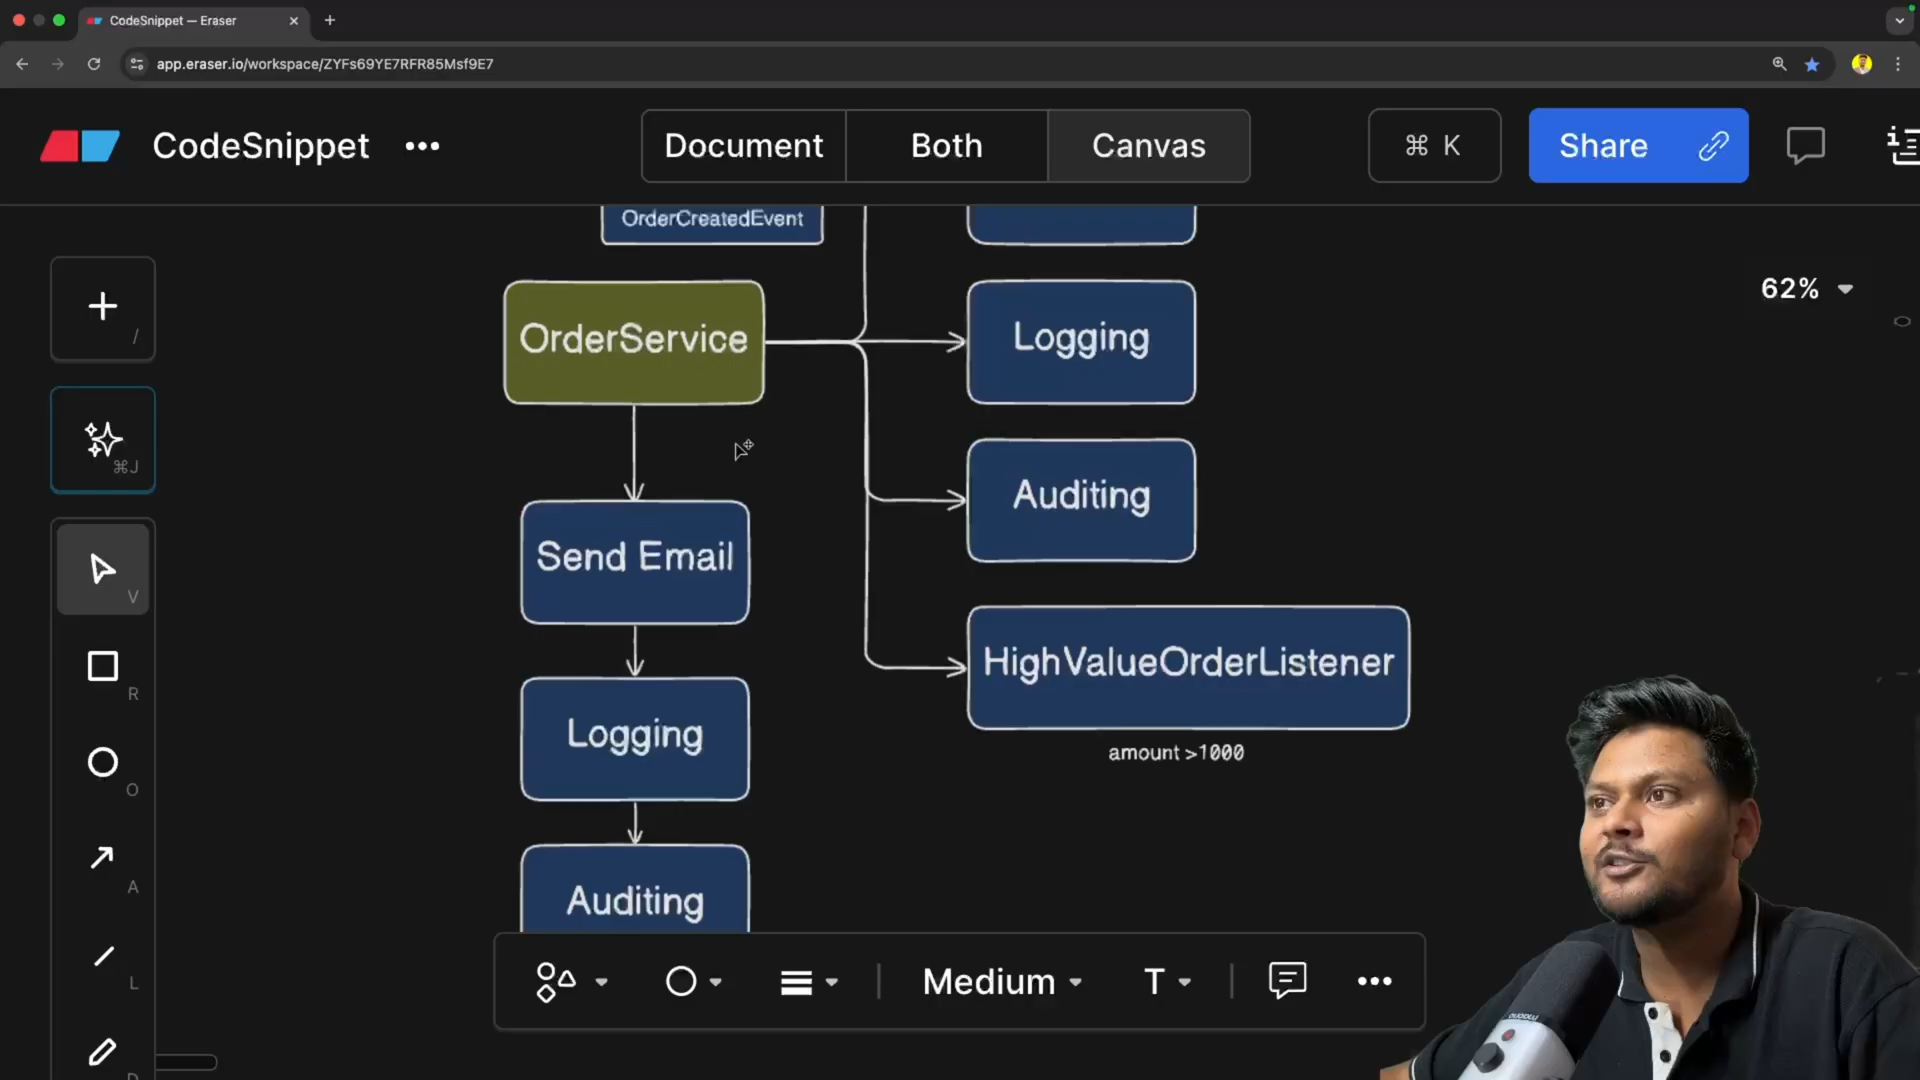 CodeSnippet — Eraser
app.eraser.io/workspace/ZYFs69YE7RFR85Msf9E7
CodeSnippet
Document
Both
Canvas
⌘ K
Share
62%
OrderCreatedEvent
OrderService
Logging
Auditing
HighValueOrderListener
amount >1000
Send Email
Logging
Auditing
/
⌘J
V
R
O
A
L
Medium
T